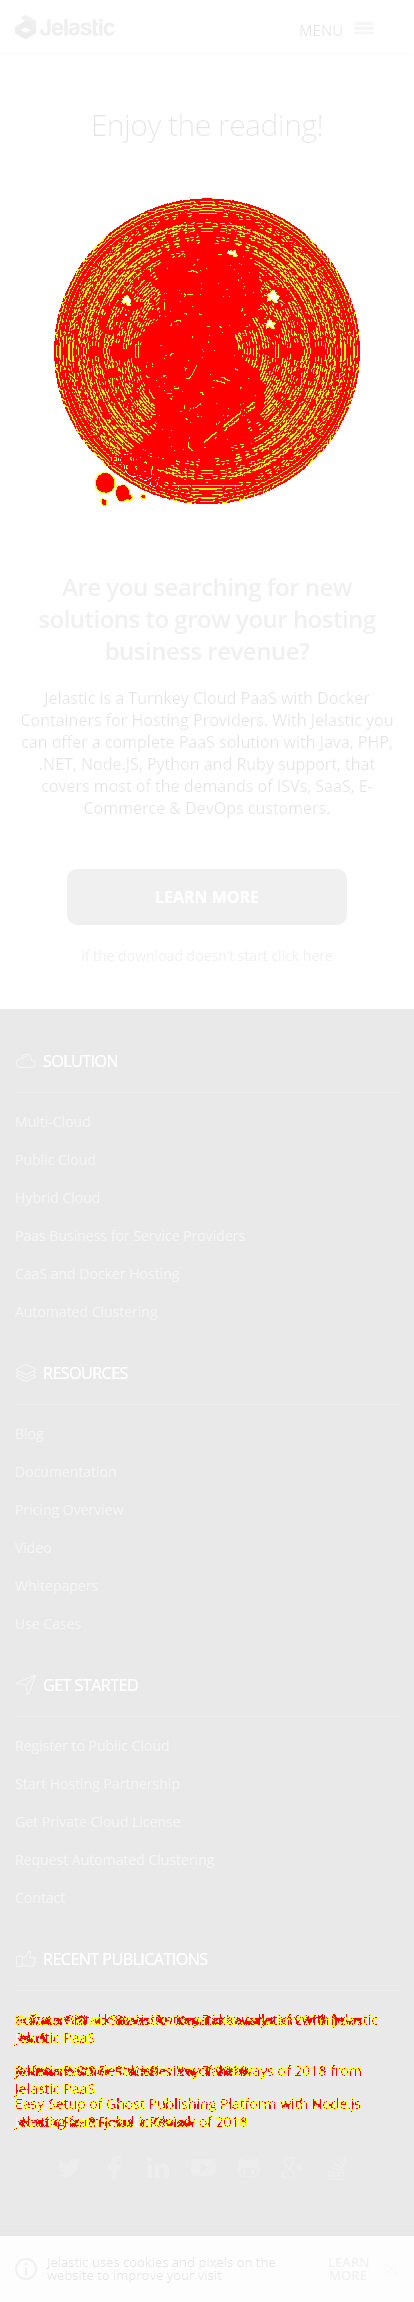 Jelastic
MENU
Enjoy the reading!
Are you searching for new
solutions to grow your hosting
business revenue?
Jelastic is a Turnkey Cloud PaaS with Docker
Containers for Hosting Providers. With Jelastic you
can offer a complete PaaS solution with Java, PHP,
.NET, Node.JS, Python and Ruby support, that
covers most of the demands of ISVs, SaaS, E-
Commerce & DevOps customers.
LEARN MORE
If the download doesn't start click here
SOLUTION
Multi-Cloud
Public Cloud
Hybrid Cloud
Paas Business for Service Providers
CaaS and Docker Hosting
Automated Clustering
RESOURCES
Blog
Documentation
Pricing Overview
Video
Whitepapers
Use Cases
GET STARTED
Register to Public Cloud
Start Hosting Partnership
Get Private Cloud License
Request Automated Clustering
Contact
RECENT PUBLICATIONS
with Jelastic
PaaS
of 2018 from
Jelastic PaaS
Easy Setup of Ghost Publishing Platform with Node.js
of 2018
Jelastic uses cookies and pixels on the
website to improve your visit
LEARN
MORE